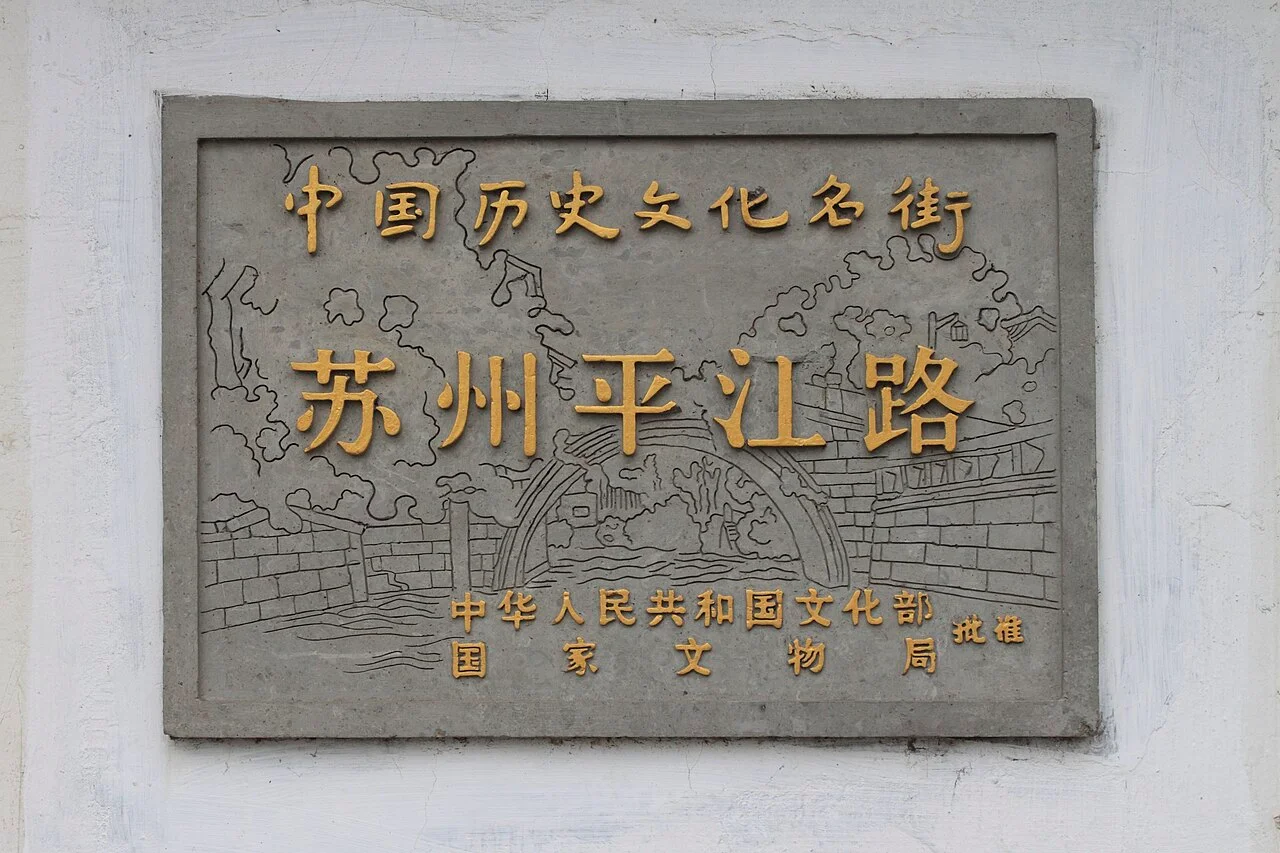 中国历史文化名街
苏州平江路
中华人民共和国文化部
国家文物局
批准